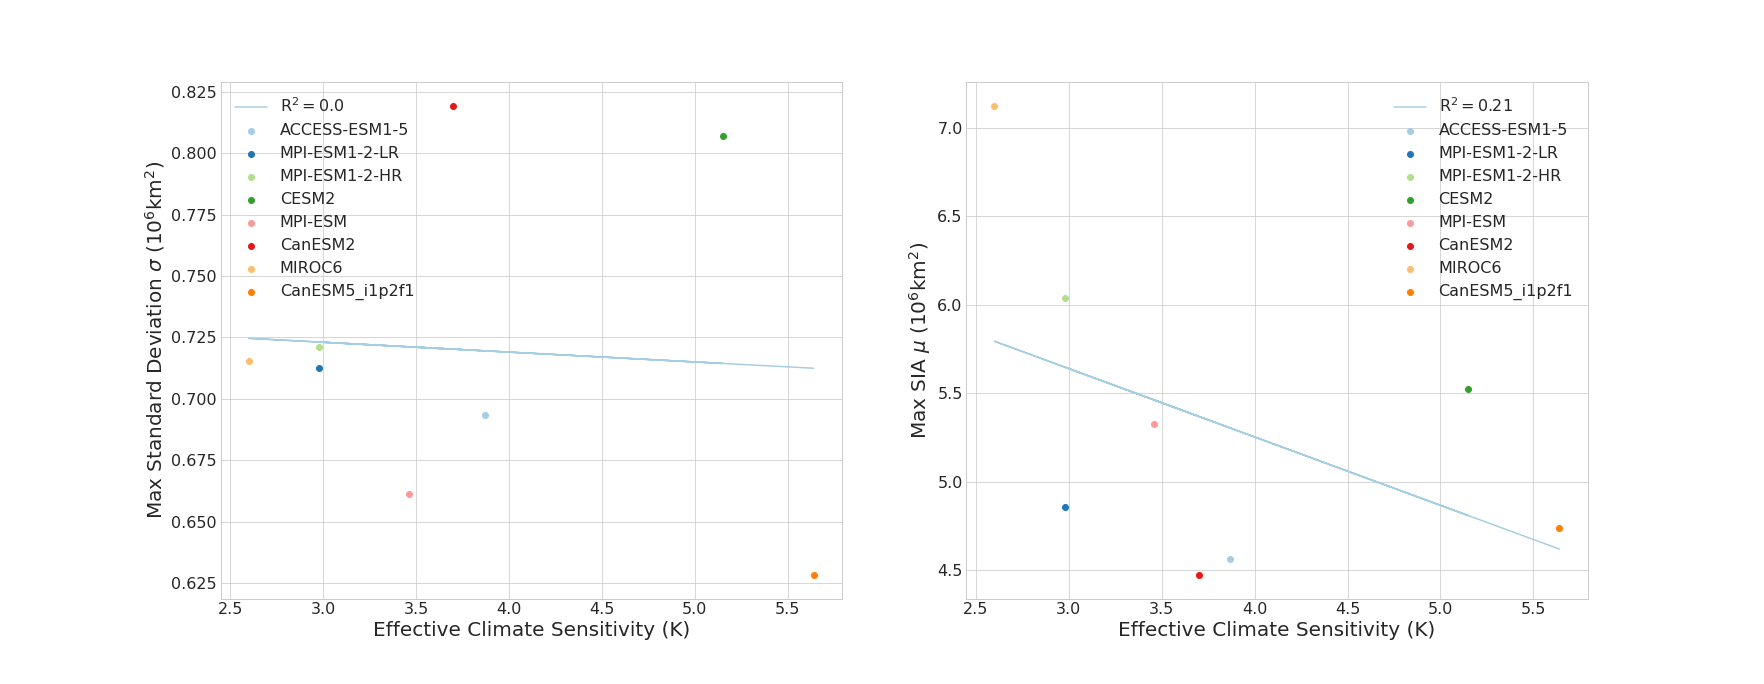 0.825
0.800
0.775
0.750
0.725
0.700
0.675
0.650
0.625
Max Standard Deviation σ (10⁶km²)
R² = 0.0
ACCESS-ESM1-5
MPI-ESM1-2-LR
MPI-ESM1-2-HR
CESM2
MPI-ESM
CanESM2
MIROC6
CanESM5_i1p2f1
2.5 3.0 3.5 4.0 4.5 5.0 5.5
Effective Climate Sensitivity (K)
7.0
6.5
6.0
5.5
5.0
4.5
Max SIA μ (10⁶km²)
R² = 0.21
ACCESS-ESM1-5
MPI-ESM1-2-LR
MPI-ESM1-2-HR
CESM2
MPI-ESM
CanESM2
MIROC6
CanESM5_i1p2f1
2.5 3.0 3.5 4.0 4.5 5.0 5.5
Effective Climate Sensitivity (K)